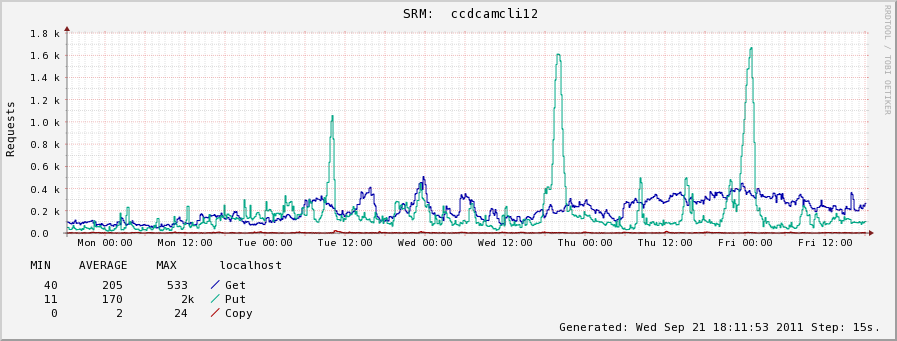 SRM:  ccdcamcli12
RRDTOOL / TOBI OETIKER
Requests
1.8 k
1.6 k
1.4 k
1.2 k
1.0 k
0.8 k
0.6 k
0.4 k
0.2 k
0.0
Mon 00:00 Mon 12:00 Tue 00:00 Tue 12:00 Wed 00:00 Wed 12:00 Thu 00:00 Thu 12:00 Fri 00:00 Fri 12:00
MIN AVERAGE MAX localhost
40 205 533 Get
11 170 2k Put
0 2 24 Copy
Generated: Wed Sep 21 18:11:53 2011 Step: 15s.